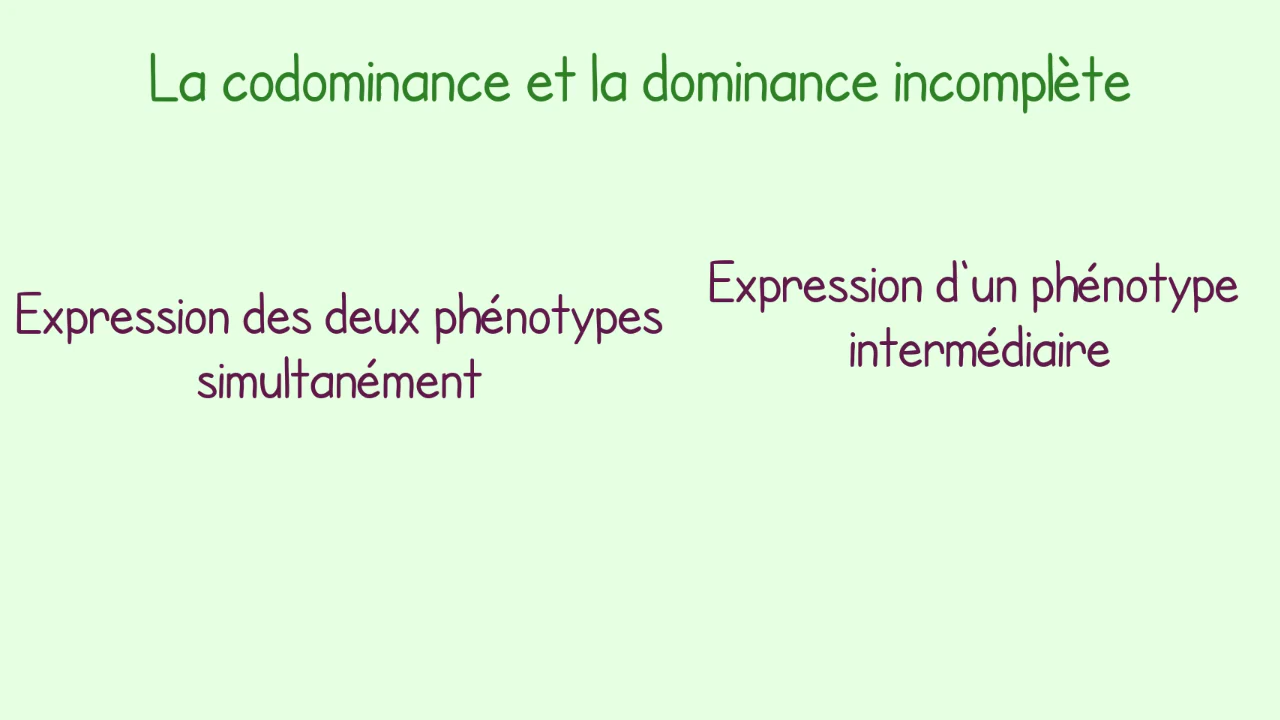 La codominance et la dominance incomplète
Expression des deux phénotypes
simultanément
Expression d'un phénotype
intermédiaire